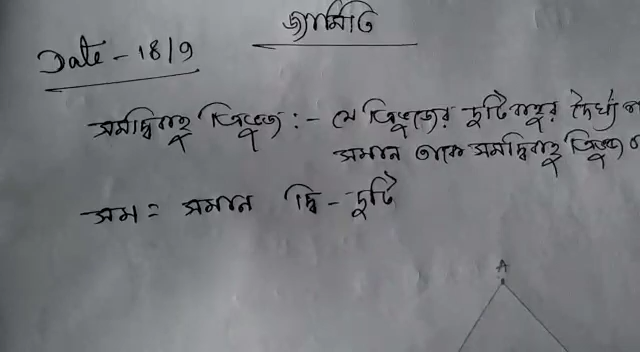 জ্যামিতি
Date - 18/9
সমদ্বিবাহু ত্রিভুজ :- যে ত্রিভুজের দুটি বাহুর দৈর্ঘ্য
সমান তাকে সমদ্বিবাহু ত্রিভুজ
সম = সমান দ্বি - দুটি
A